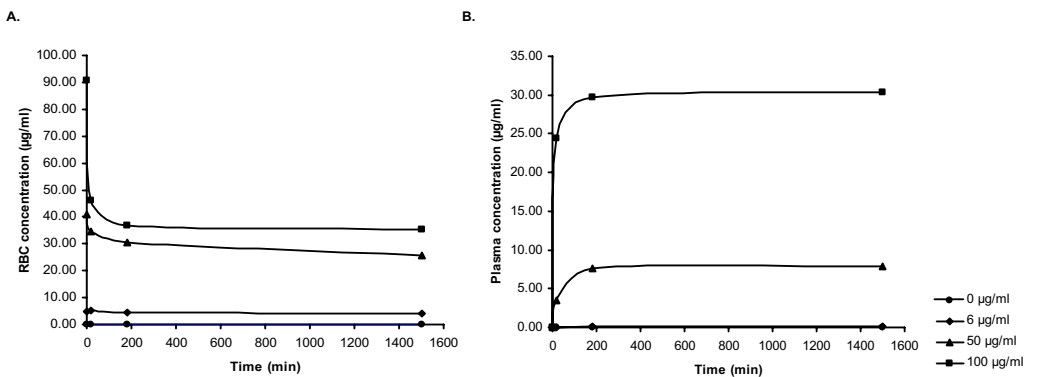 A.
RBC concentration (µg/ml)
100.00
90.00
80.00
70.00
60.00
50.00
40.00
30.00
20.00
10.00
0.00
0 200 400 600 800 1000 1200 1400 1600
Time (min)
B.
Plasma concentration (µg/ml)
35.00
30.00
25.00
20.00
15.00
10.00
5.00
0.00
0 200 400 600 800 1000 1200 1400 1600
Time (min)
0 µg/ml
6 µg/ml
50 µg/ml
100 µg/ml